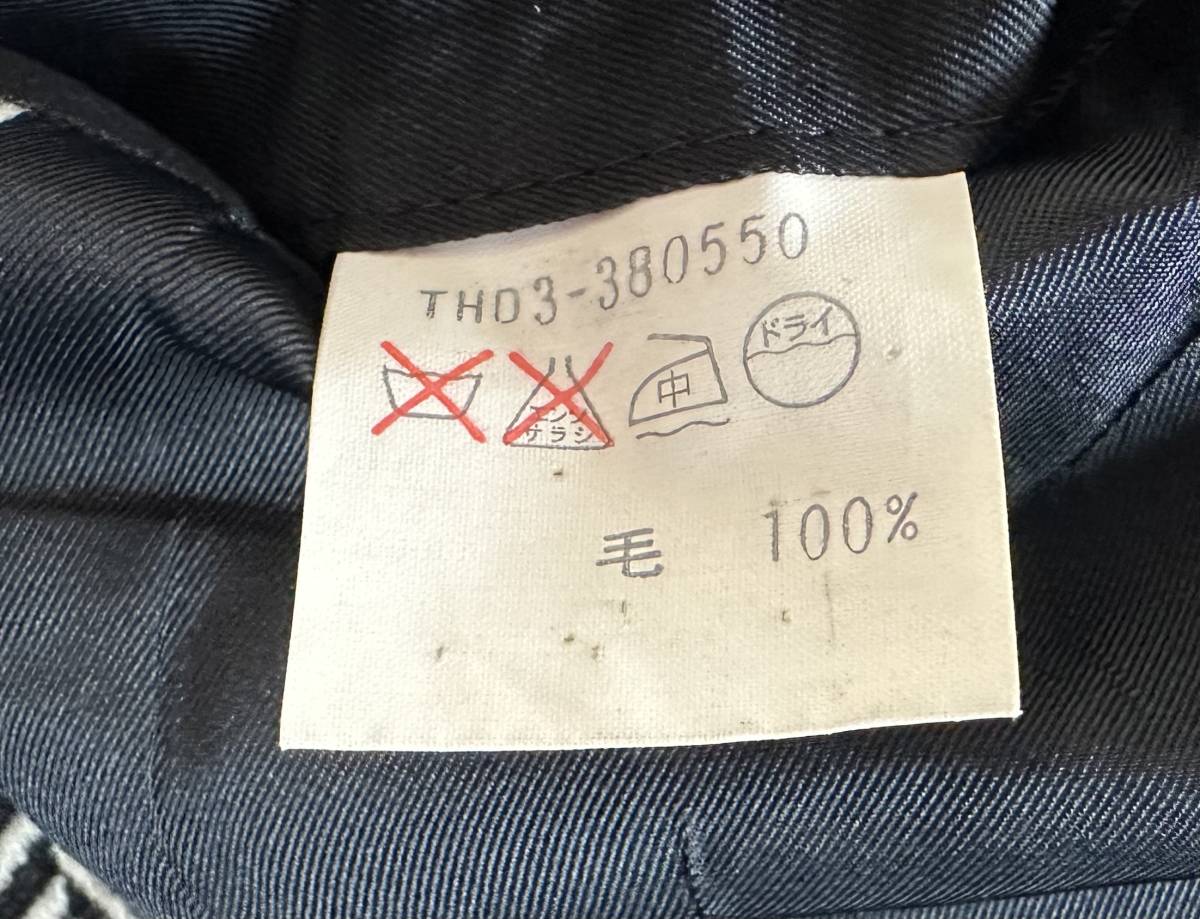 THD3-380550
エンソ
サラシ
中
ドライ
毛 100%